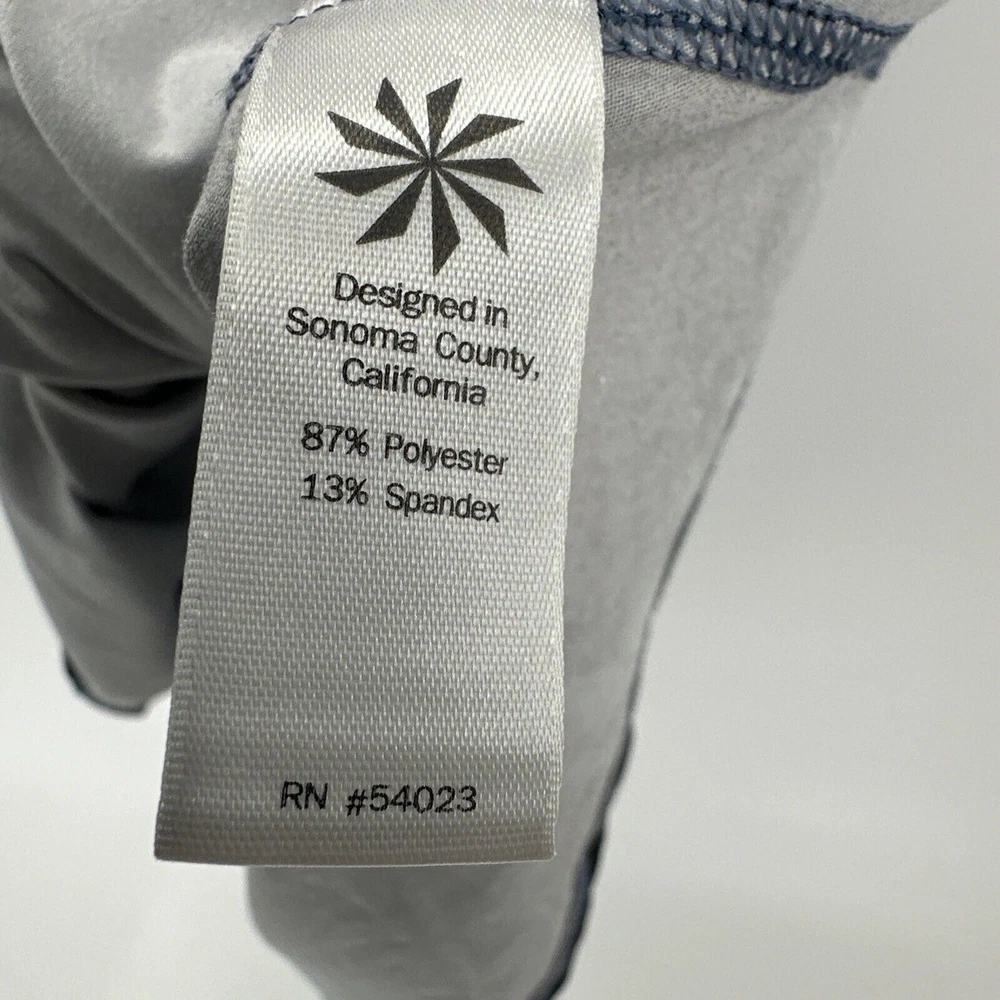 Designed in
Sonoma County,
California
87% Polyester
13% Spandex
RN #54023